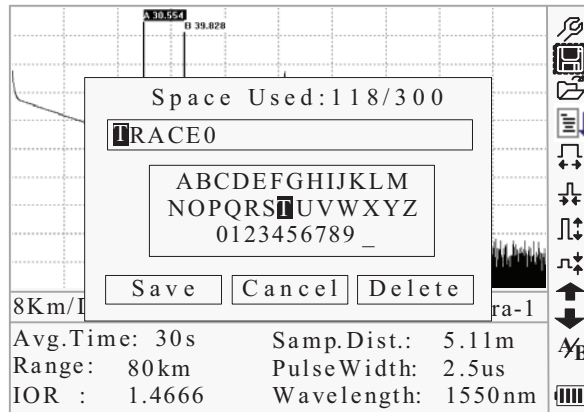 A 30.554
B 39.828
Space Used:118/300
TRACE0
ABCDEFGHIJKLM
NOPQRSTUVWXYZ
0123456789 _
Save Cancel Delete
8Km/ ra-1
Avg.Time: 30s Samp.Dist.: 5.11m
Range: 80km PulseWidth: 2.5us
IOR : 1.4666 Wavelength: 1550nm
A/B